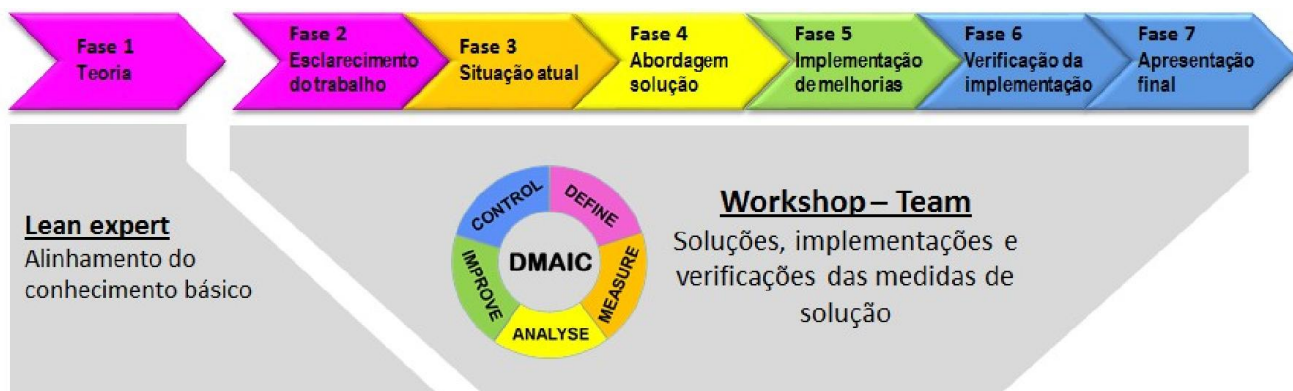 Fase 1
Teoria
Fase 2
Esclarecimento
do trabalho
Fase 3
Situação atual
Fase 4
Abordagem
solução
Fase 5
Implementação
de melhorias
Fase 6
Verificação da
implementação
Fase 7
Apresentação
final
Lean expert
Alinhamento do
conhecimento básico
CONTROL
DEFINE
DMAIC
IMPROVE
MEASURE
ANALYSE
Workshop – Team
Soluções, implementações e
verificações das medidas de
solução